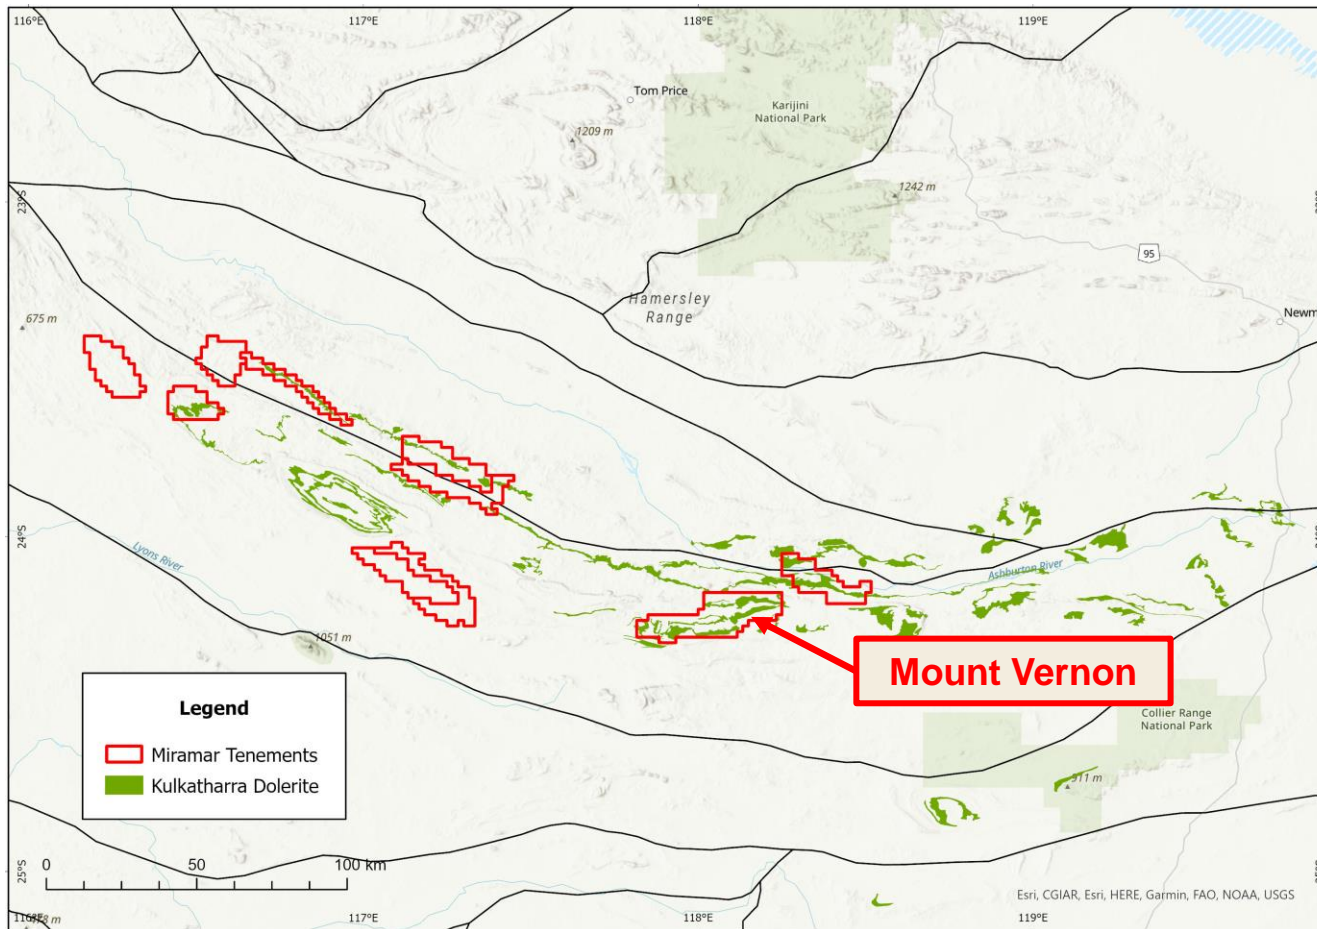 116°E
117°E
118°E
119°E
Tom Price
Karijini
National Park
1209 m
1242 m
23°S
95
Hamersley
Range
675 m
Newm
24°S
Lyons River
Ashburton River
1051 m
Mount Vernon
Collier Range
National Park
911 m
Legend
Miramar Tenements
Kulkatharra Dolerite
0
50
100 km
25°S
Esri, CGIAR, Esri, HERE, Garmin, FAO, NOAA, USGS
116°E
117°E
118°E
119°E